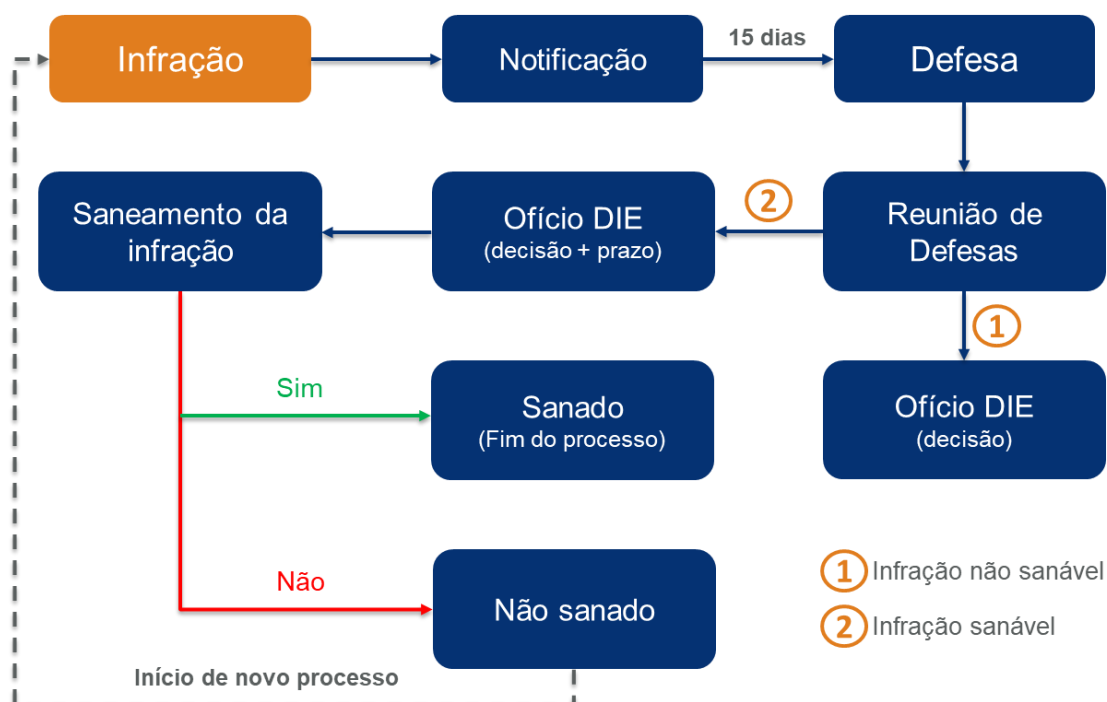 Infração
Notificação
15 dias
Defesa
Saneamento da
infração
Ofício DIE
(decisão + prazo)
2
Reunião de
Defesas
1
Sim
Sanado
(Fim do processo)
Ofício DIE
(decisão)
Não
Não sanado
1 Infração não sanável
2 Infração sanável
Início de novo processo